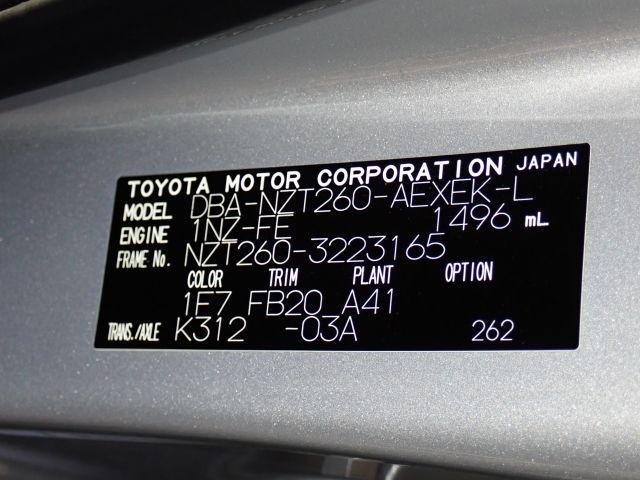 TOYOTA MOTOR CORPORATION JAPAN
MODEL DBA-NZT260-AEXEK-L
ENGINE 1NZ-FE 1496 mL
FRAME No. NZT260-3223165
COLOR TRIM PLANT OPTION
1E7 FB20 A41
TRANS./AXLE K312 -03A 262